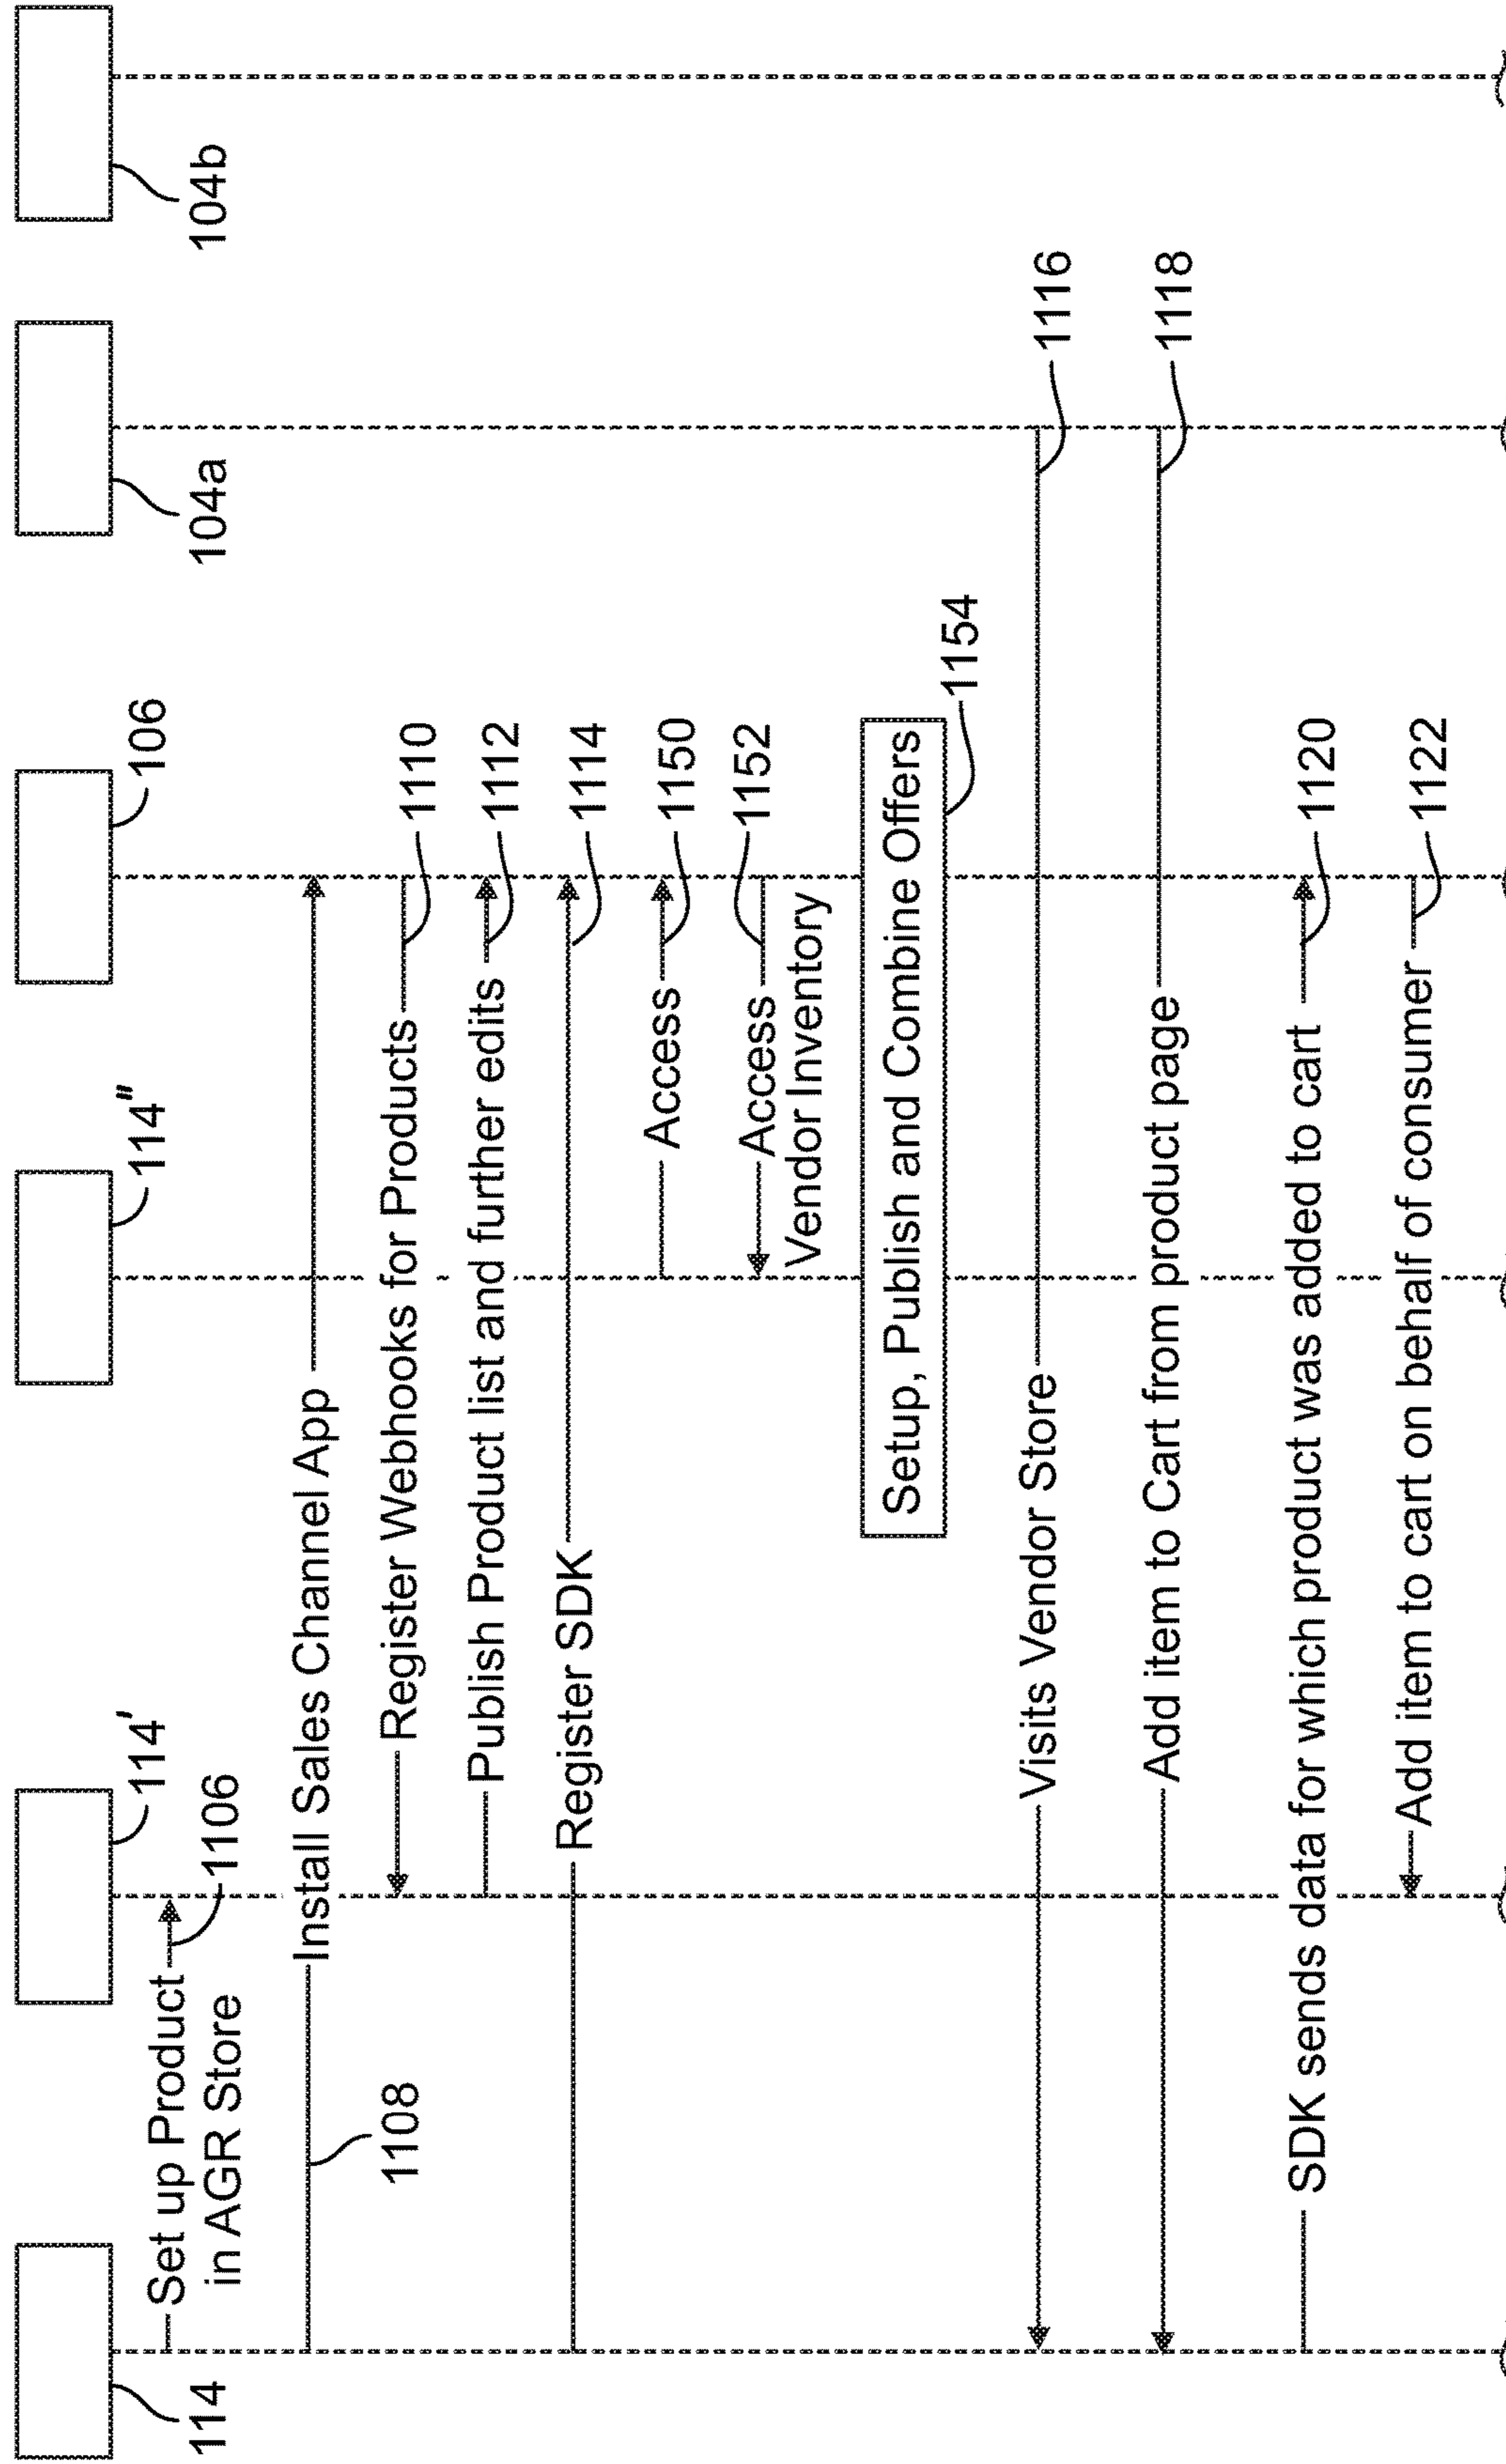 114
114'
114"
106
104a
104b
Set up Product
in AGR Store
1106
Install Sales Channel App
1108
Register Webhooks for Products
1110
Publish Product list and further edits
1112
Register SDK
1114
Access
1150
Access
Vendor Inventory
1152
Setup, Publish and Combine Offers
1154
Visits Vendor Store
1116
Add item to Cart from product page
1118
SDK sends data for which product was added to cart
1120
Add item to cart on behalf of consumer
1122